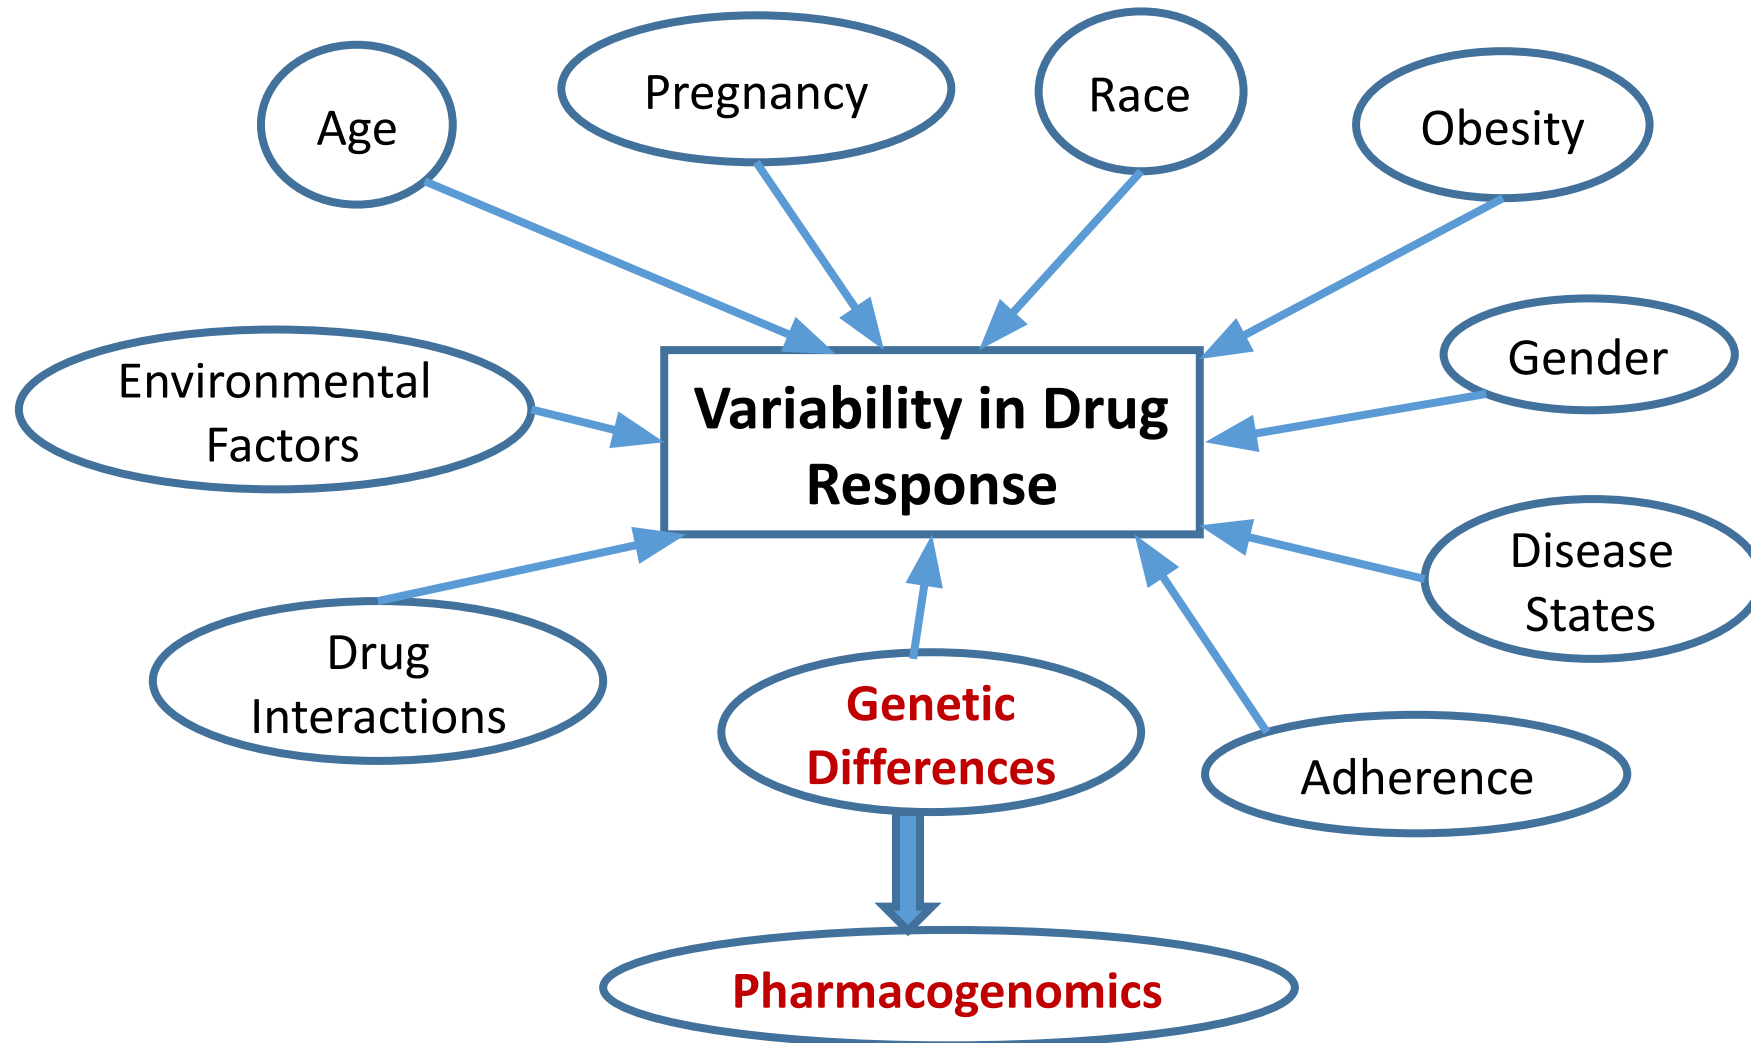 Age
Pregnancy
Race
Obesity
Environmental
Factors
Variability in Drug
Response
Gender
Disease
States
Drug
Interactions
Genetic
Differences
Adherence
Pharmacogenomics